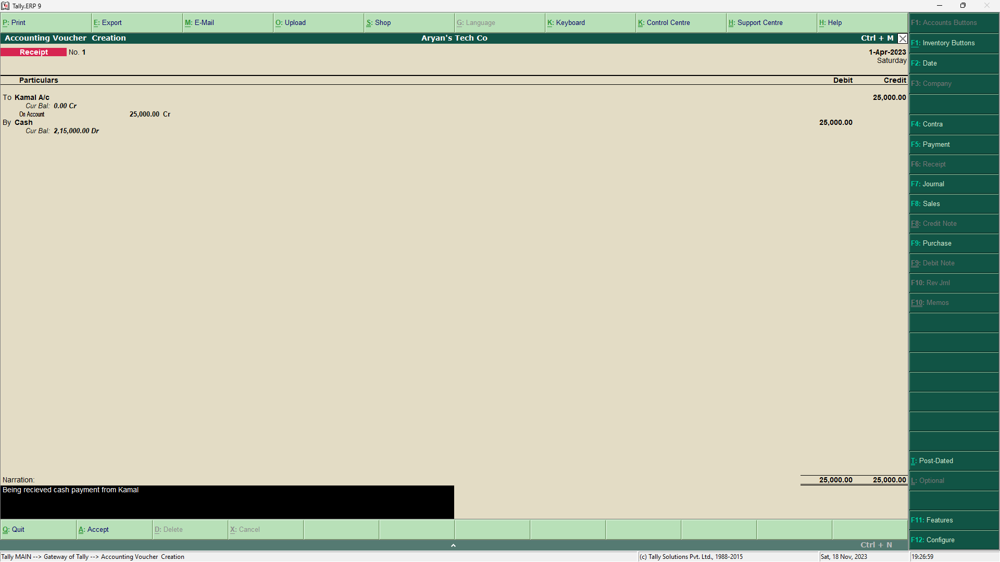 Tally.ERP 9
P: Print E: Export M: E-Mail O: Upload S: Shop G: Language K: Keyboard K: Control Centre H: Support Centre H: Help
Accounting Voucher Creation Aryan's Tech Co Ctrl + M
Receipt No. 1 1-Apr-2023
Saturday
Particulars Debit Credit
To Kamal A/c 25,000.00
Cur Bal: 0.00 Cr
On Account 25,000.00 Cr
By Cash 25,000.00
Cur Bal: 2,15,000.00 Dr
Narration: 25,000.00 25,000.00
Being recieved cash payment from Kamal
Q: Quit A: Accept D: Delete X: Cancel
Ctrl + N
F1: Accounts Buttons
F1: Inventory Buttons
F2: Date
F3: Company
F4: Contra
F5: Payment
F6: Receipt
F7: Journal
F8: Sales
F8: Credit Note
F9: Purchase
F9: Debit Note
F10: Rev Jrnl
F10: Memos
T: Post-Dated
L: Optional
F11: Features
F12: Configure
Tally MAIN --> Gateway of Tally --> Accounting Voucher Creation (c) Tally Solutions Pvt. Ltd., 1988-2015 Sat, 18 Nov, 2023 19:26:59